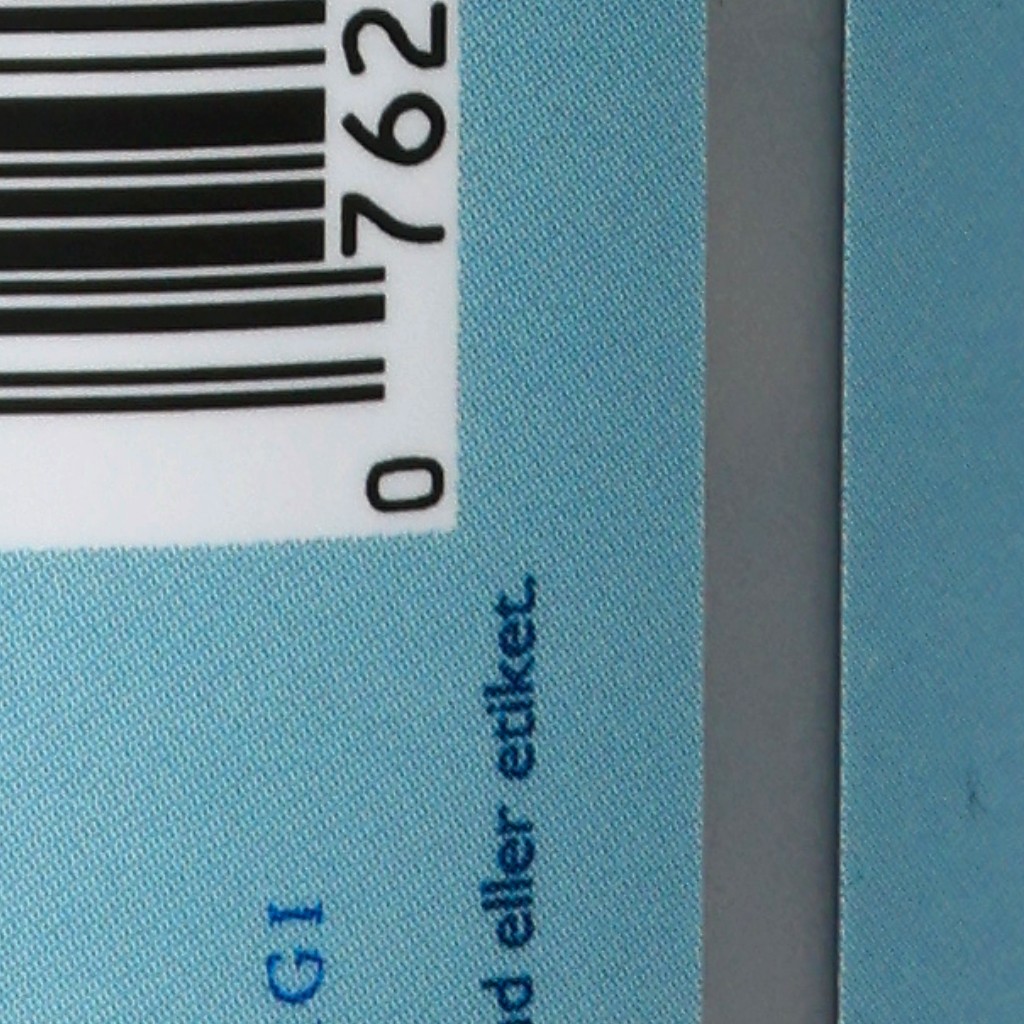 0 762
GI
eller etiket.